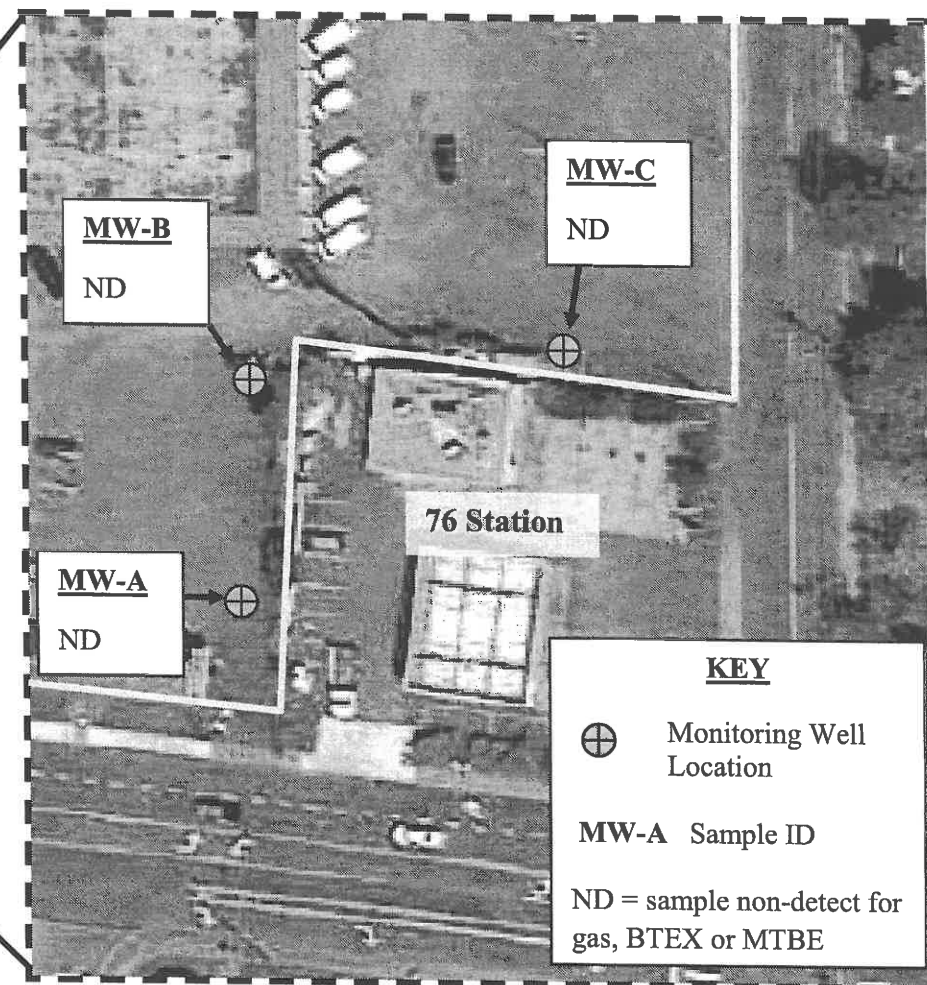 MW-C
ND
MW-B
ND
76 Station
MW-A
ND
KEY
Monitoring Well
Location
MW-A Sample ID
ND = sample non-detect for
gas, BTEX or MTBE